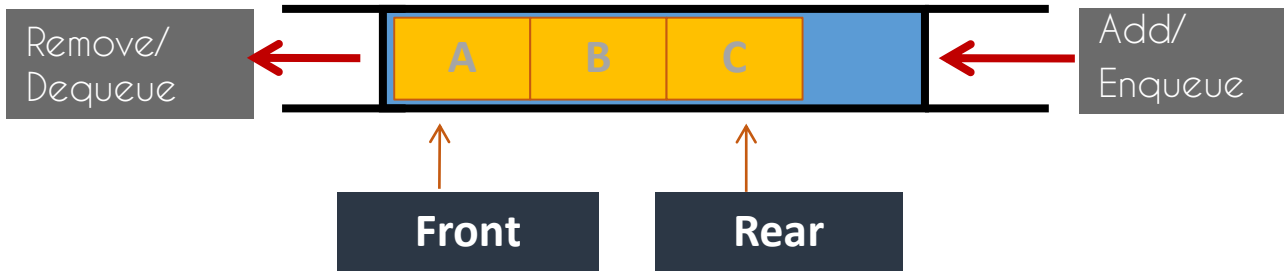 Remove/
Dequeue
A B C
Add/
Enqueue
Front
Rear